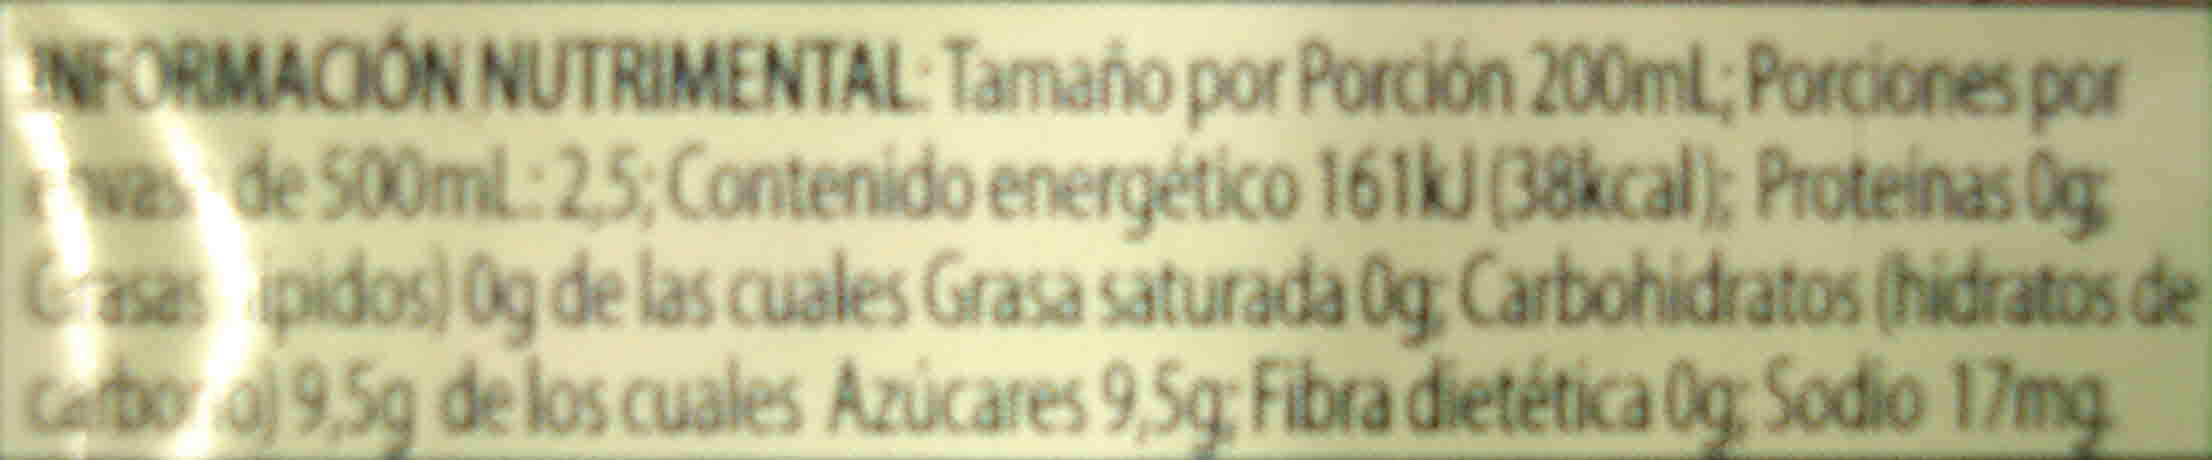 INFORMACIÓN NUTRIMENTAL: Tamaño por Porción 200mL; Porciones por
envase de 500mL: 2,5; Contenido energético 161kJ (38kcal); Proteínas 0g;
Grasas (lípidos) 0g de las cuales Grasa saturada 0g; Carbohidratos (hidratos de
carbono) 9,5g de los cuales Azúcares 9,5g; Fibra dietética 0g; Sodio 17mg.